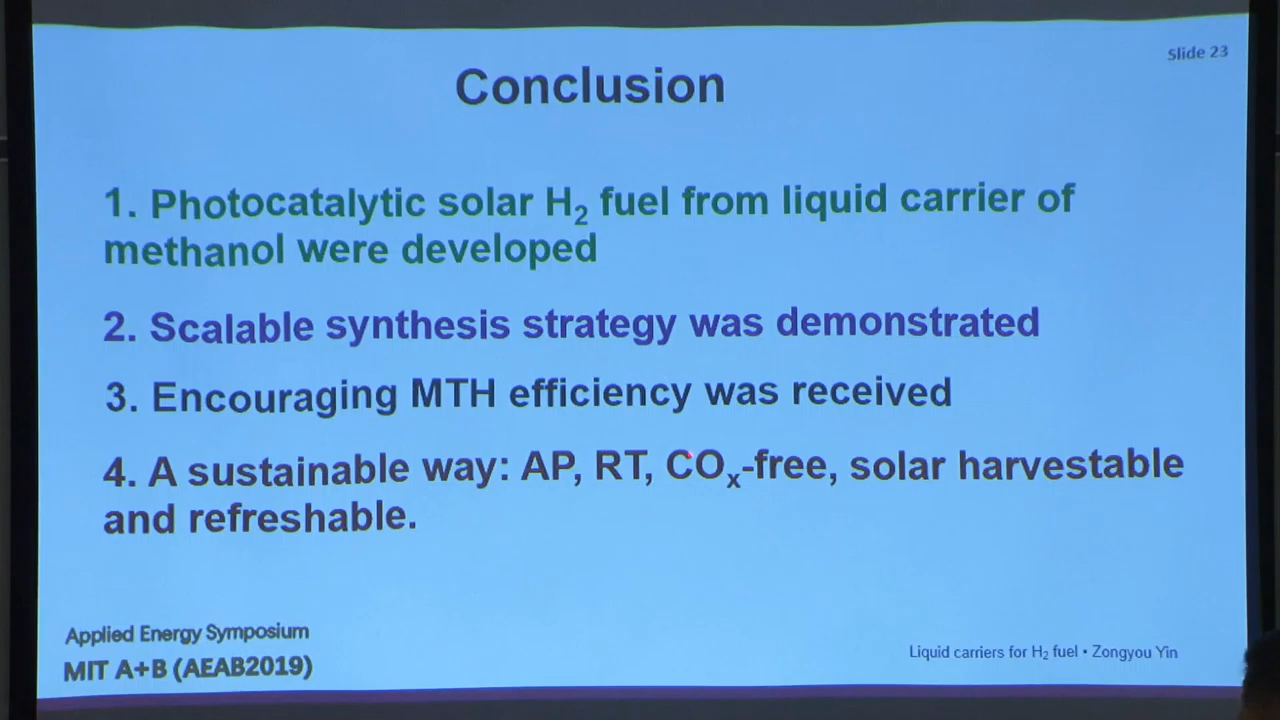 Slide 23
Conclusion
1. Photocatalytic solar H₂ fuel from liquid carrier of
methanol were developed
2. Scalable synthesis strategy was demonstrated
3. Encouraging MTH efficiency was received
4. A sustainable way: AP, RT, COₓ-free, solar harvestable
and refreshable.
Applied Energy Symposium
MIT A+B (AEAB2019)
Liquid carriers for H₂ fuel • Zongyou Yin